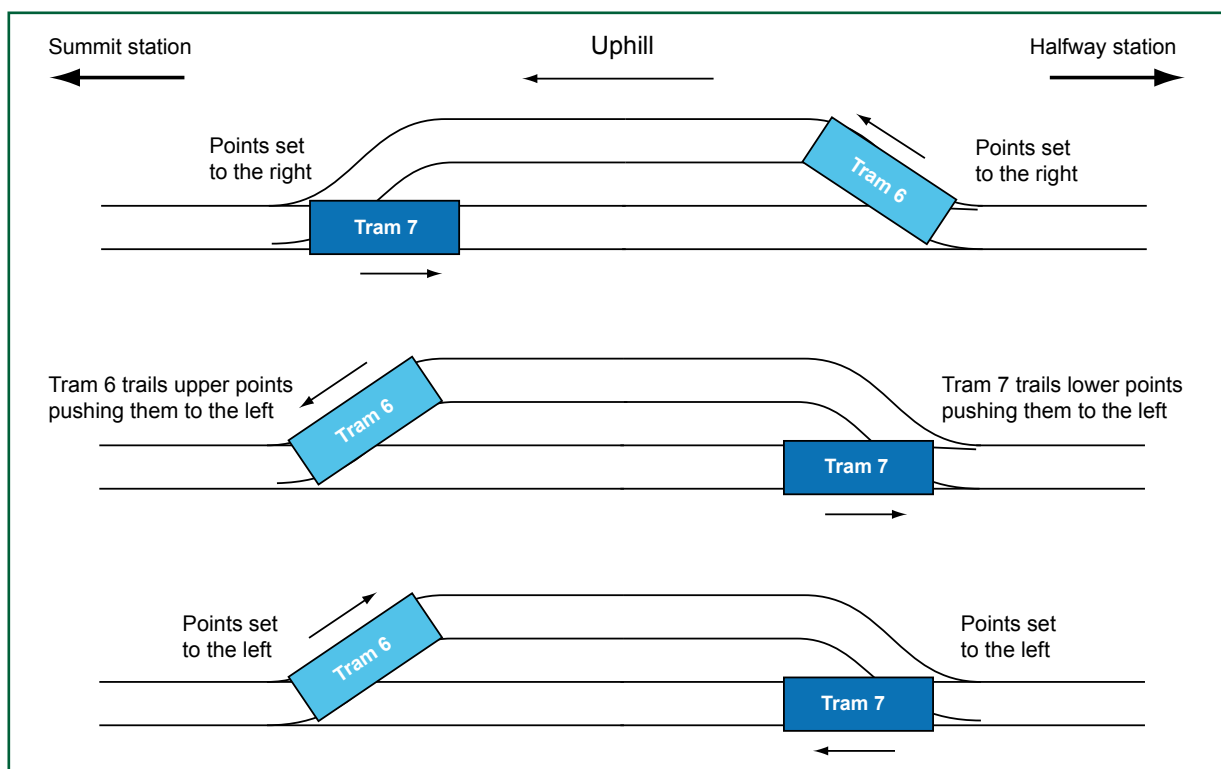 Summit station
Uphill
Halfway station
Points set
to the right
Points set
to the right
Tram 6
Tram 7
Tram 6 trails upper points
pushing them to the left
Tram 7 trails lower points
pushing them to the left
Tram 6
Tram 7
Points set
to the left
Points set
to the left
Tram 6
Tram 7